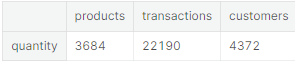 products transactions customers
quantity 3684 22190 4372